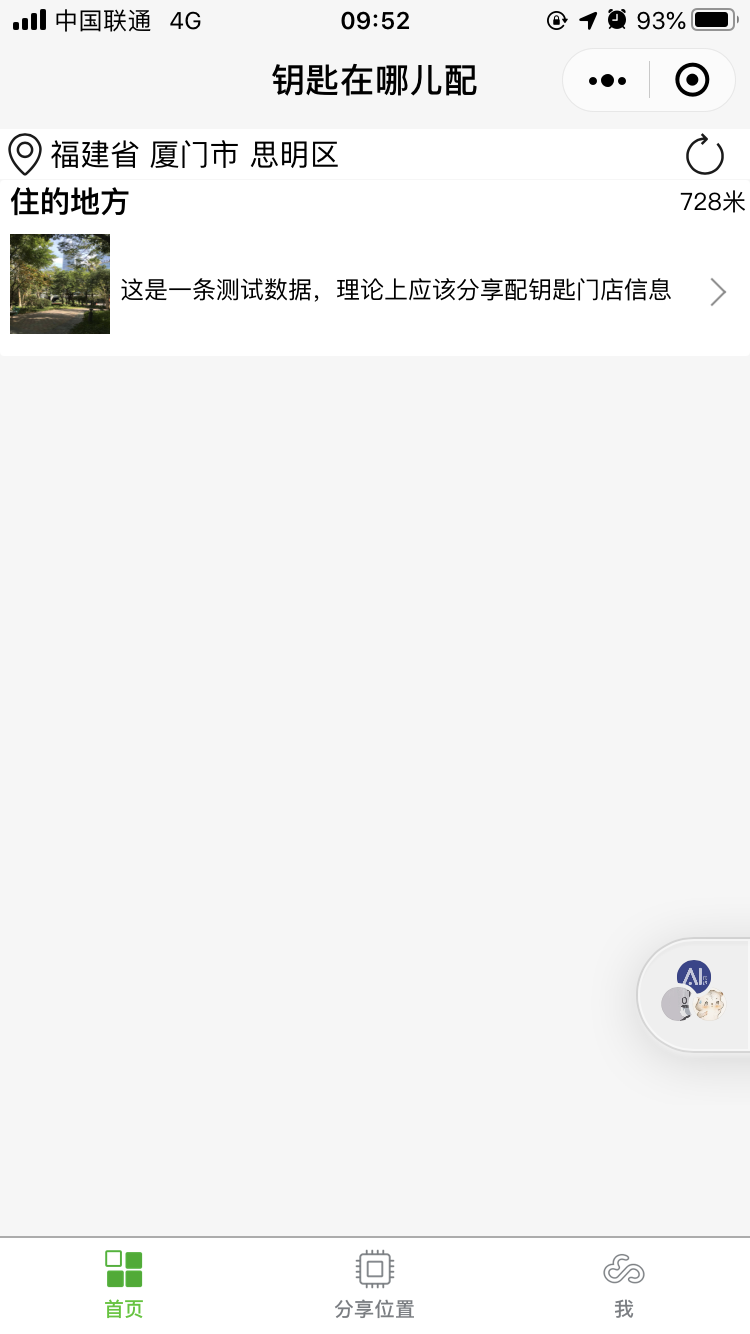 中国联通 4G 09:52 93%
钥匙在哪儿配
福建省 厦门市 思明区
住的地方 728米
这是一条测试数据，理论上应该分享配钥匙门店信息
AI
首页 分享位置 我